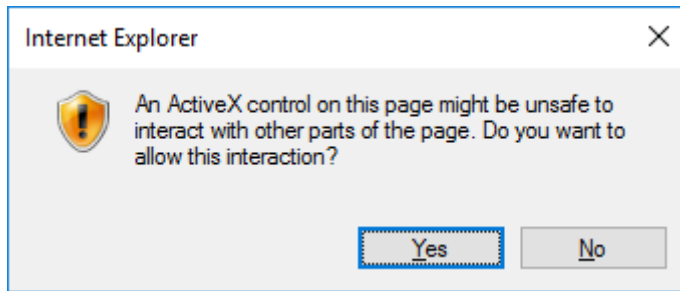 Internet Explorer
An ActiveX control on this page might be unsafe to
interact with other parts of the page. Do you want to
allow this interaction?
Yes
No